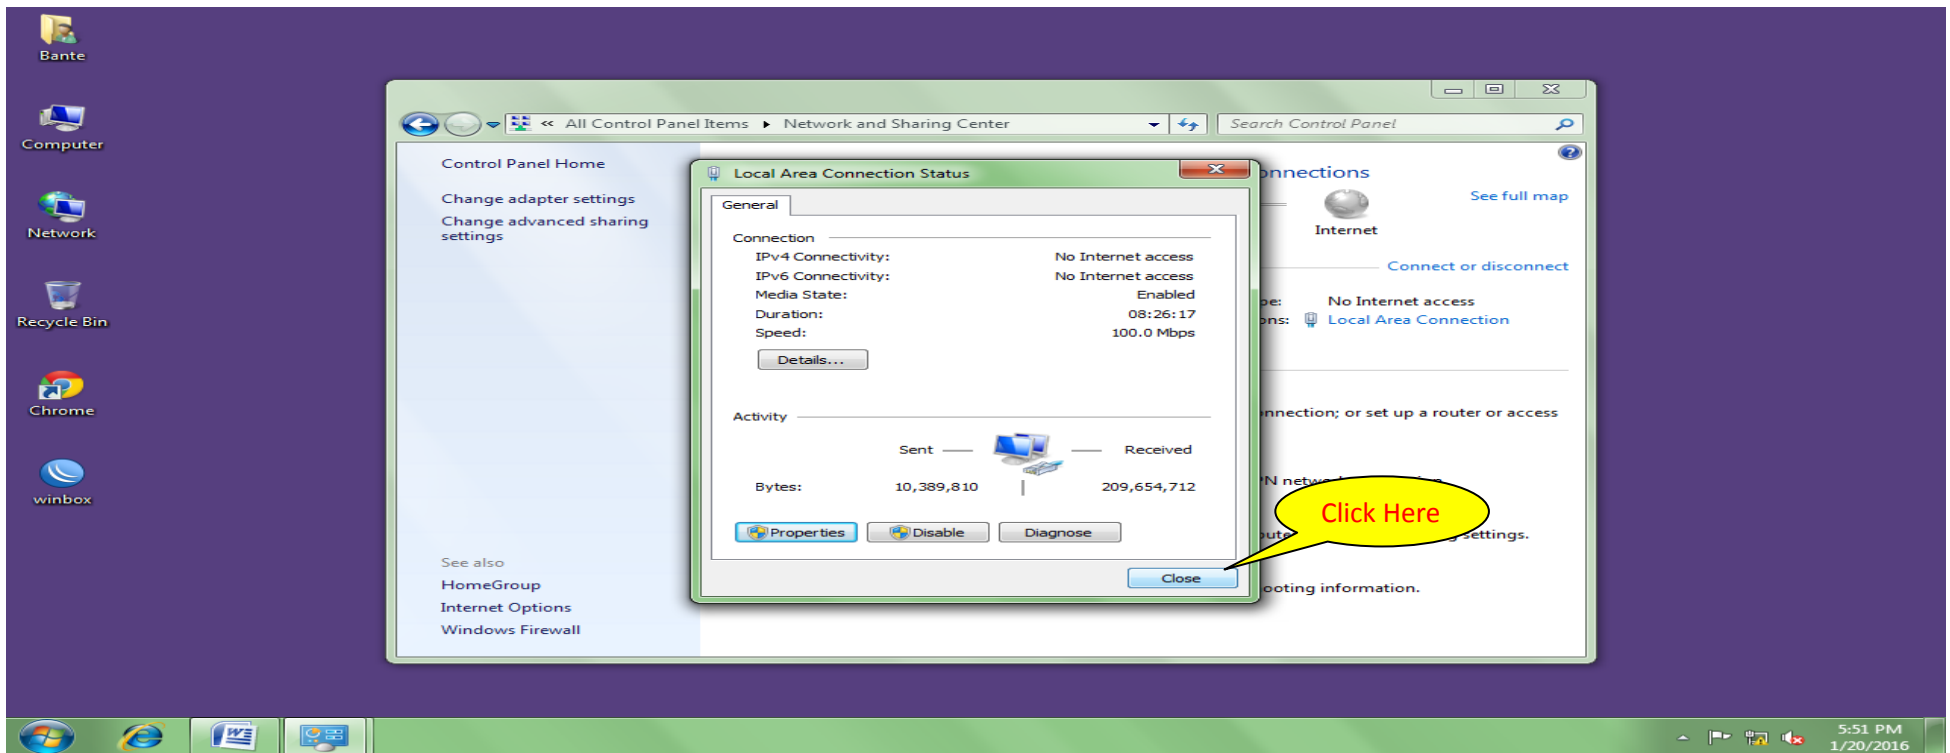 Bante
Computer
Network
Recycle Bin
Chrome
winbox
« All Control Panel Items ▸ Network and Sharing Center
Search Control Panel
Control Panel Home
Change adapter settings
Change advanced sharing
settings
See also
HomeGroup
Internet Options
Windows Firewall
Local Area Connection Status
General
Connection
IPv4 Connectivity: No Internet access
IPv6 Connectivity: No Internet access
Media State: Enabled
Duration: 08:26:17
Speed: 100.0 Mbps
Details...
Activity
Sent Received
Bytes: 10,389,810 209,654,712
Properties Disable Diagnose
Close
Click Here
See full map
Internet
Connect or disconnect
No Internet access
Local Area Connection
or set up a router or access
settings.
information.
5:51 PM
1/20/2016